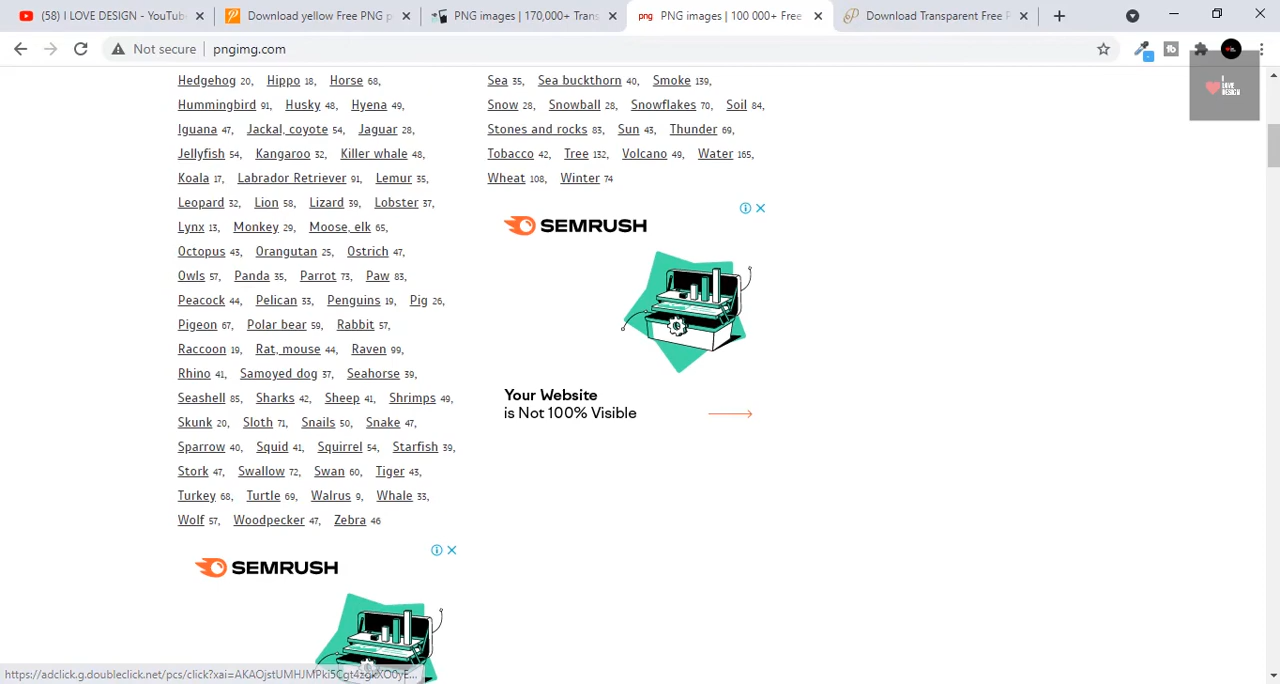 (58) I LOVE DESIGN - YouTub
Download yellow Free PNG p
PNG images | 170,000+ Trans
png PNG images | 100 000+ Free
Download Transparent Free P
Not secure | pngimg.com
I LOVE DESIGN
Hedgehog 20, Hippo 18, Horse 68,
Hummingbird 91, Husky 48, Hyena 49,
Iguana 47, Jackal, coyote 54, Jaguar 28,
Jellyfish 54, Kangaroo 32, Killer whale 48,
Koala 17, Labrador Retriever 91, Lemur 35,
Leopard 32, Lion 58, Lizard 39, Lobster 37,
Lynx 13, Monkey 29, Moose, elk 65,
Octopus 43, Orangutan 25, Ostrich 47,
Owls 57, Panda 35, Parrot 73, Paw 83,
Peacock 44, Pelican 33, Penguins 19, Pig 26,
Pigeon 67, Polar bear 59, Rabbit 57,
Raccoon 19, Rat, mouse 44, Raven 99,
Rhino 41, Samoyed dog 37, Seahorse 39,
Seashell 85, Sharks 42, Sheep 41, Shrimps 49,
Skunk 20, Sloth 71, Snails 50, Snake 47,
Sparrow 40, Squid 41, Squirrel 54, Starfish 39,
Stork 47, Swallow 72, Swan 60, Tiger 43,
Turkey 68, Turtle 69, Walrus 9, Whale 33,
Wolf 57, Woodpecker 47, Zebra 46
SEMRUSH
Sea 35, Sea buckthorn 40, Smoke 139,
Snow 28, Snowball 28, Snowflakes 70, Soil 84,
Stones and rocks 83, Sun 43, Thunder 69,
Tobacco 42, Tree 132, Volcano 49, Water 165,
Wheat 108, Winter 74
SEMRUSH
Your Website
is Not 100% Visible